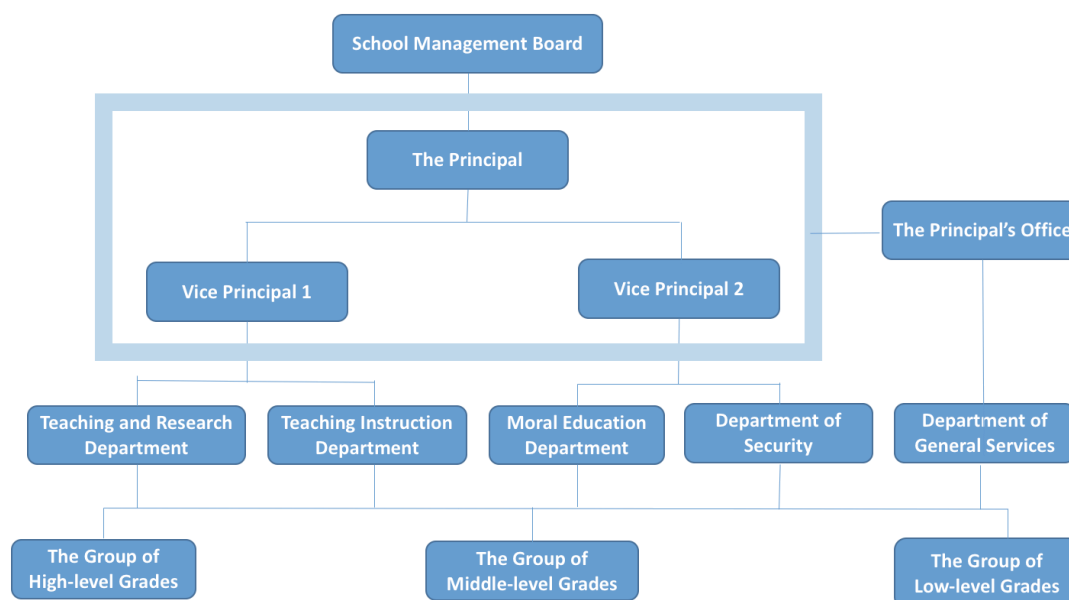 School Management Board
The Principal
The Principal's Office
Vice Principal 1
Vice Principal 2
Teaching and Research
Department
Teaching Instruction
Department
Moral Education
Department
Department of
Security
Department of
General Services
The Group of
High-level Grades
The Group of
Middle-level Grades
The Group of
Low-level Grades